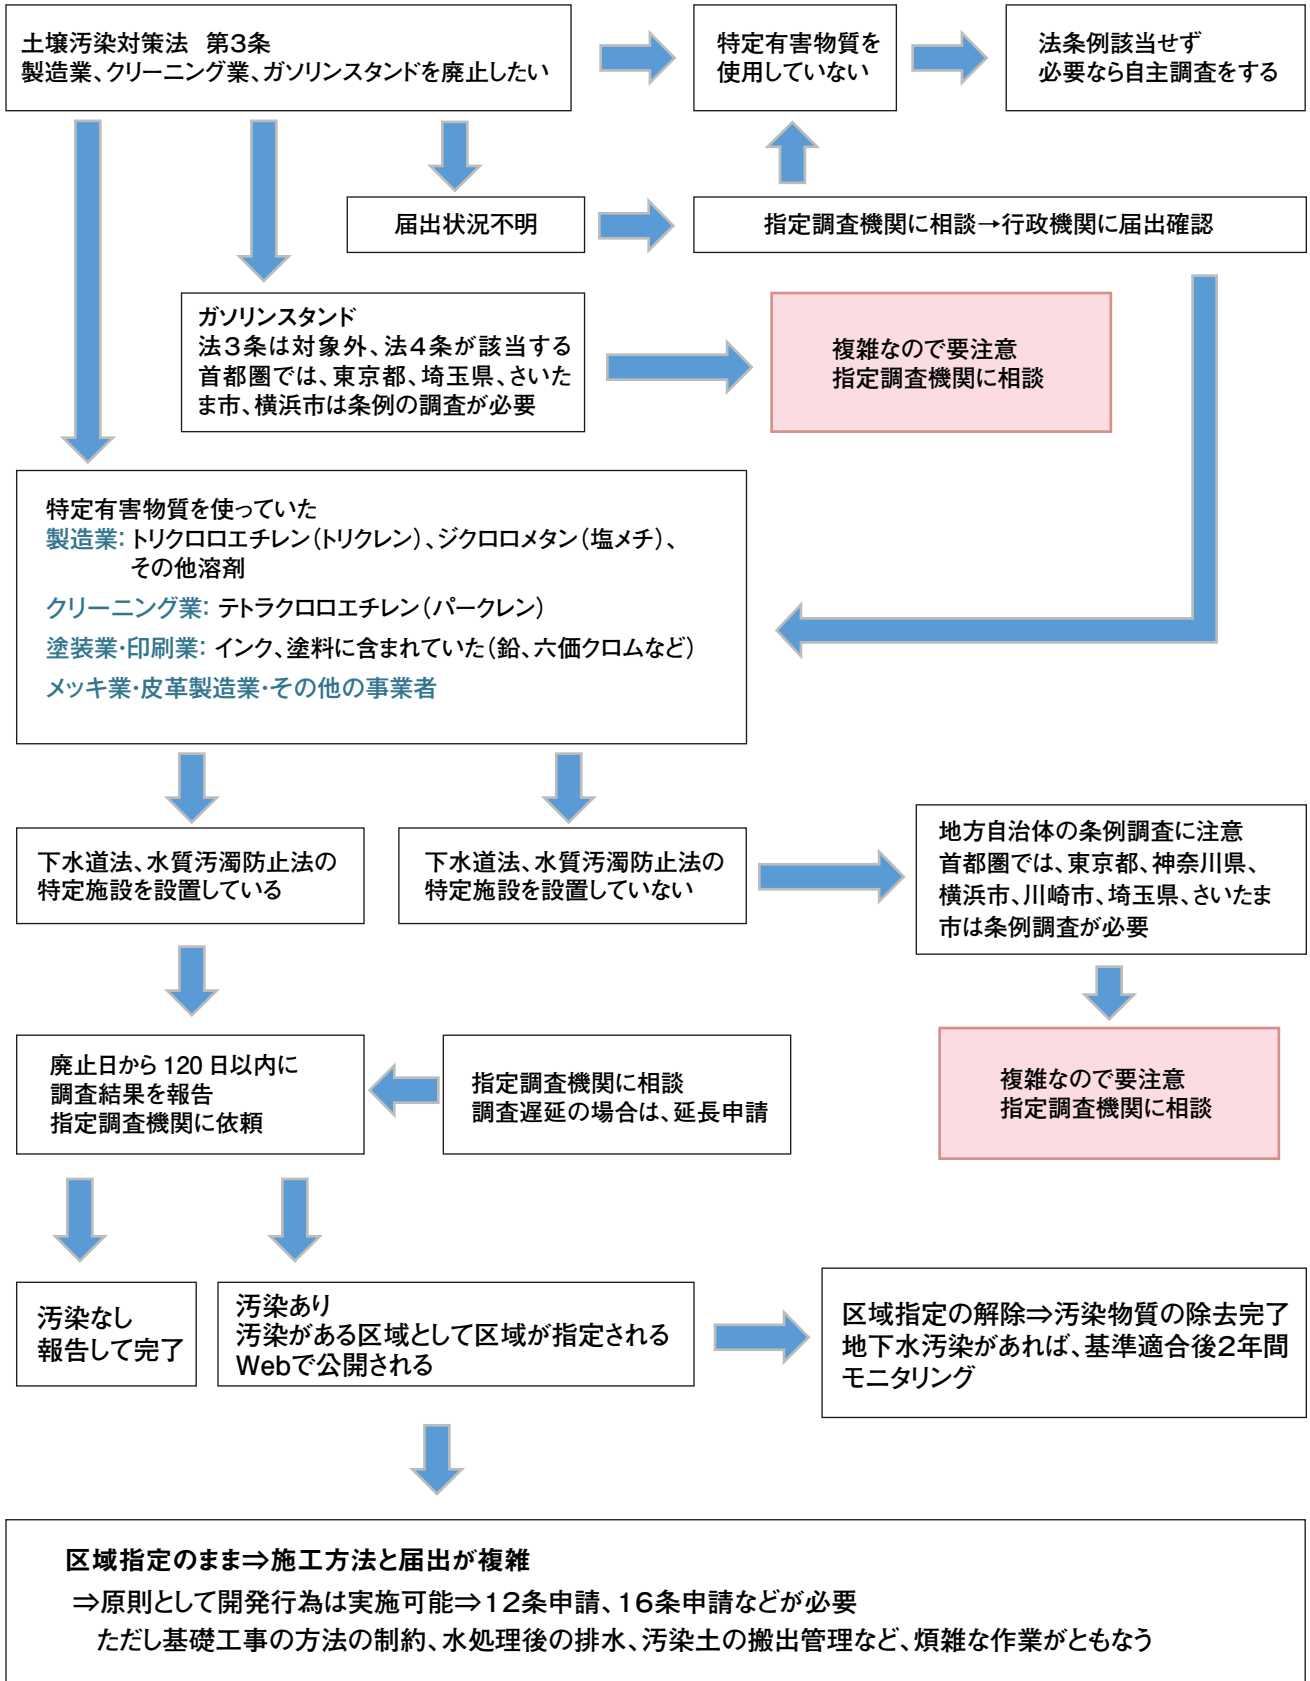 土壌汚染対策法　第3条
製造業、クリーニング業、ガソリンスタンドを廃止したい
特定有害物質を
使用していない
法条例該当せず
必要なら自主調査をする
届出状況不明
指定調査機関に相談→行政機関に届出確認
ガソリンスタンド
法3条は対象外、法4条が該当する
首都圏では、東京都、埼玉県、さいた
ま市、横浜市は条例の調査が必要
複雑なので要注意
指定調査機関に相談
特定有害物質を使っていた
製造業：トリクロロエチレン（トリクレン）、ジクロロメタン（塩メチ）、
その他溶剤
クリーニング業：テトラクロロエチレン（パークレン）
塗装業・印刷業：インク、塗料に含まれていた（鉛、六価クロムなど）
メッキ業・皮革製造業・その他の事業者
下水道法、水質汚濁防止法の
特定施設を設置している
下水道法、水質汚濁防止法の
特定施設を設置していない
地方自治体の条例調査に注意
首都圏では、東京都、神奈川県、
横浜市、川崎市、埼玉県、さいたま
市は条例調査が必要
廃止日から120日以内に
調査結果を報告
指定調査機関に依頼
指定調査機関に相談
調査遅延の場合は、延長申請
複雑なので要注意
指定調査機関に相談
汚染なし
報告して完了
汚染あり
汚染がある区域として区域が指定される
Webで公開される
区域指定の解除⇒汚染物質の除去完了
地下水汚染があれば、基準適合後2年間
モニタリング
区域指定のまま⇒施工方法と届出が複雑
⇒原則として開発行為は実施可能⇒12条申請、16条申請などが必要
ただし基礎工事の方法の制約、水処理後の排水、汚染土の搬出管理など、煩雑な作業がともなう